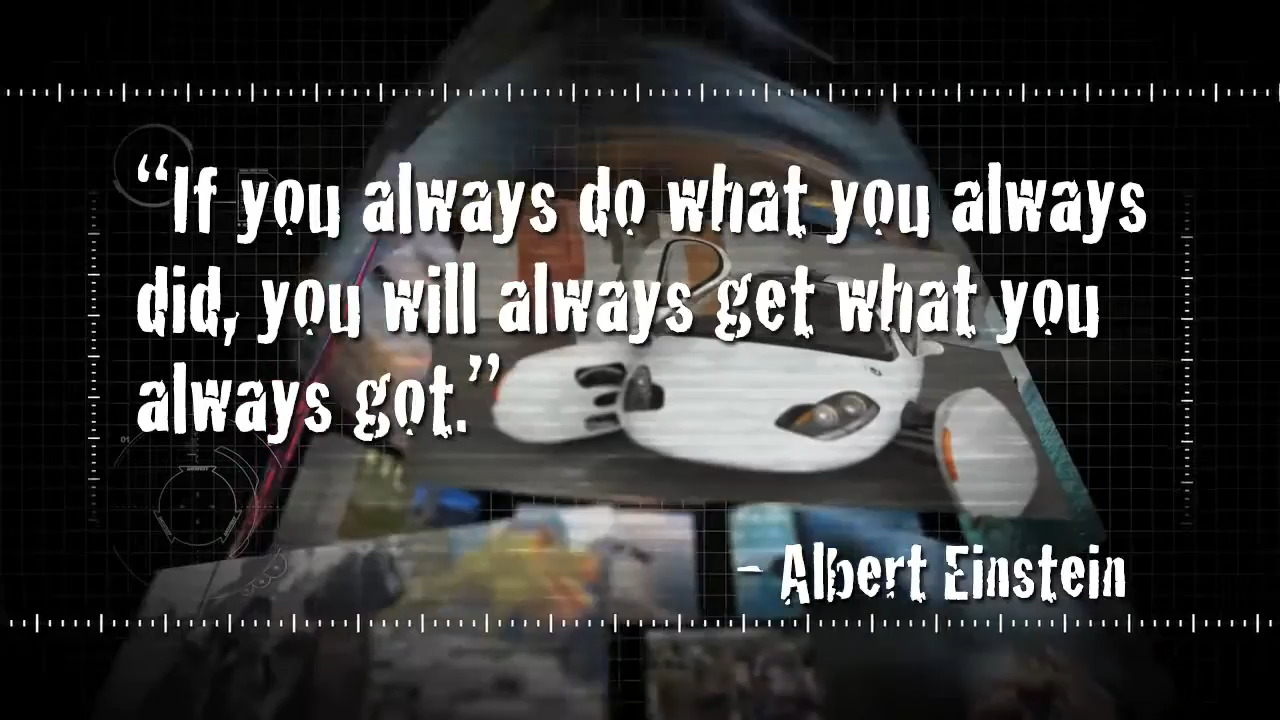 “If you always do what you always
did, you will always get what you
always got.”
- Albert Einstein